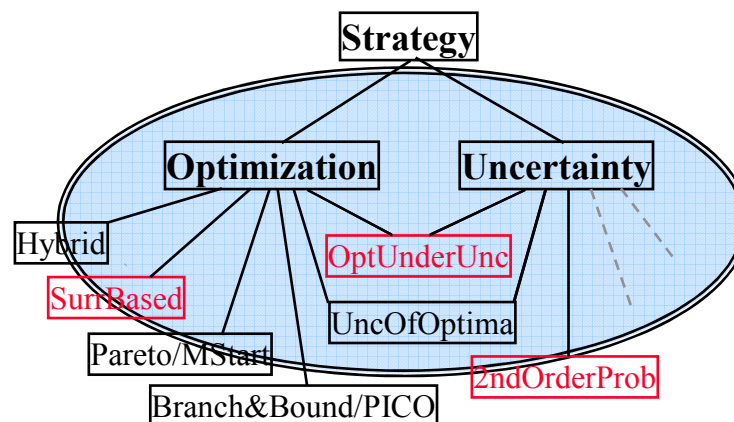 Strategy
Optimization
Uncertainty
Hybrid
OptUnderUnc
SurrBased
UncOfOptima
Pareto/MStart
2ndOrderProb
Branch&Bound/PICO